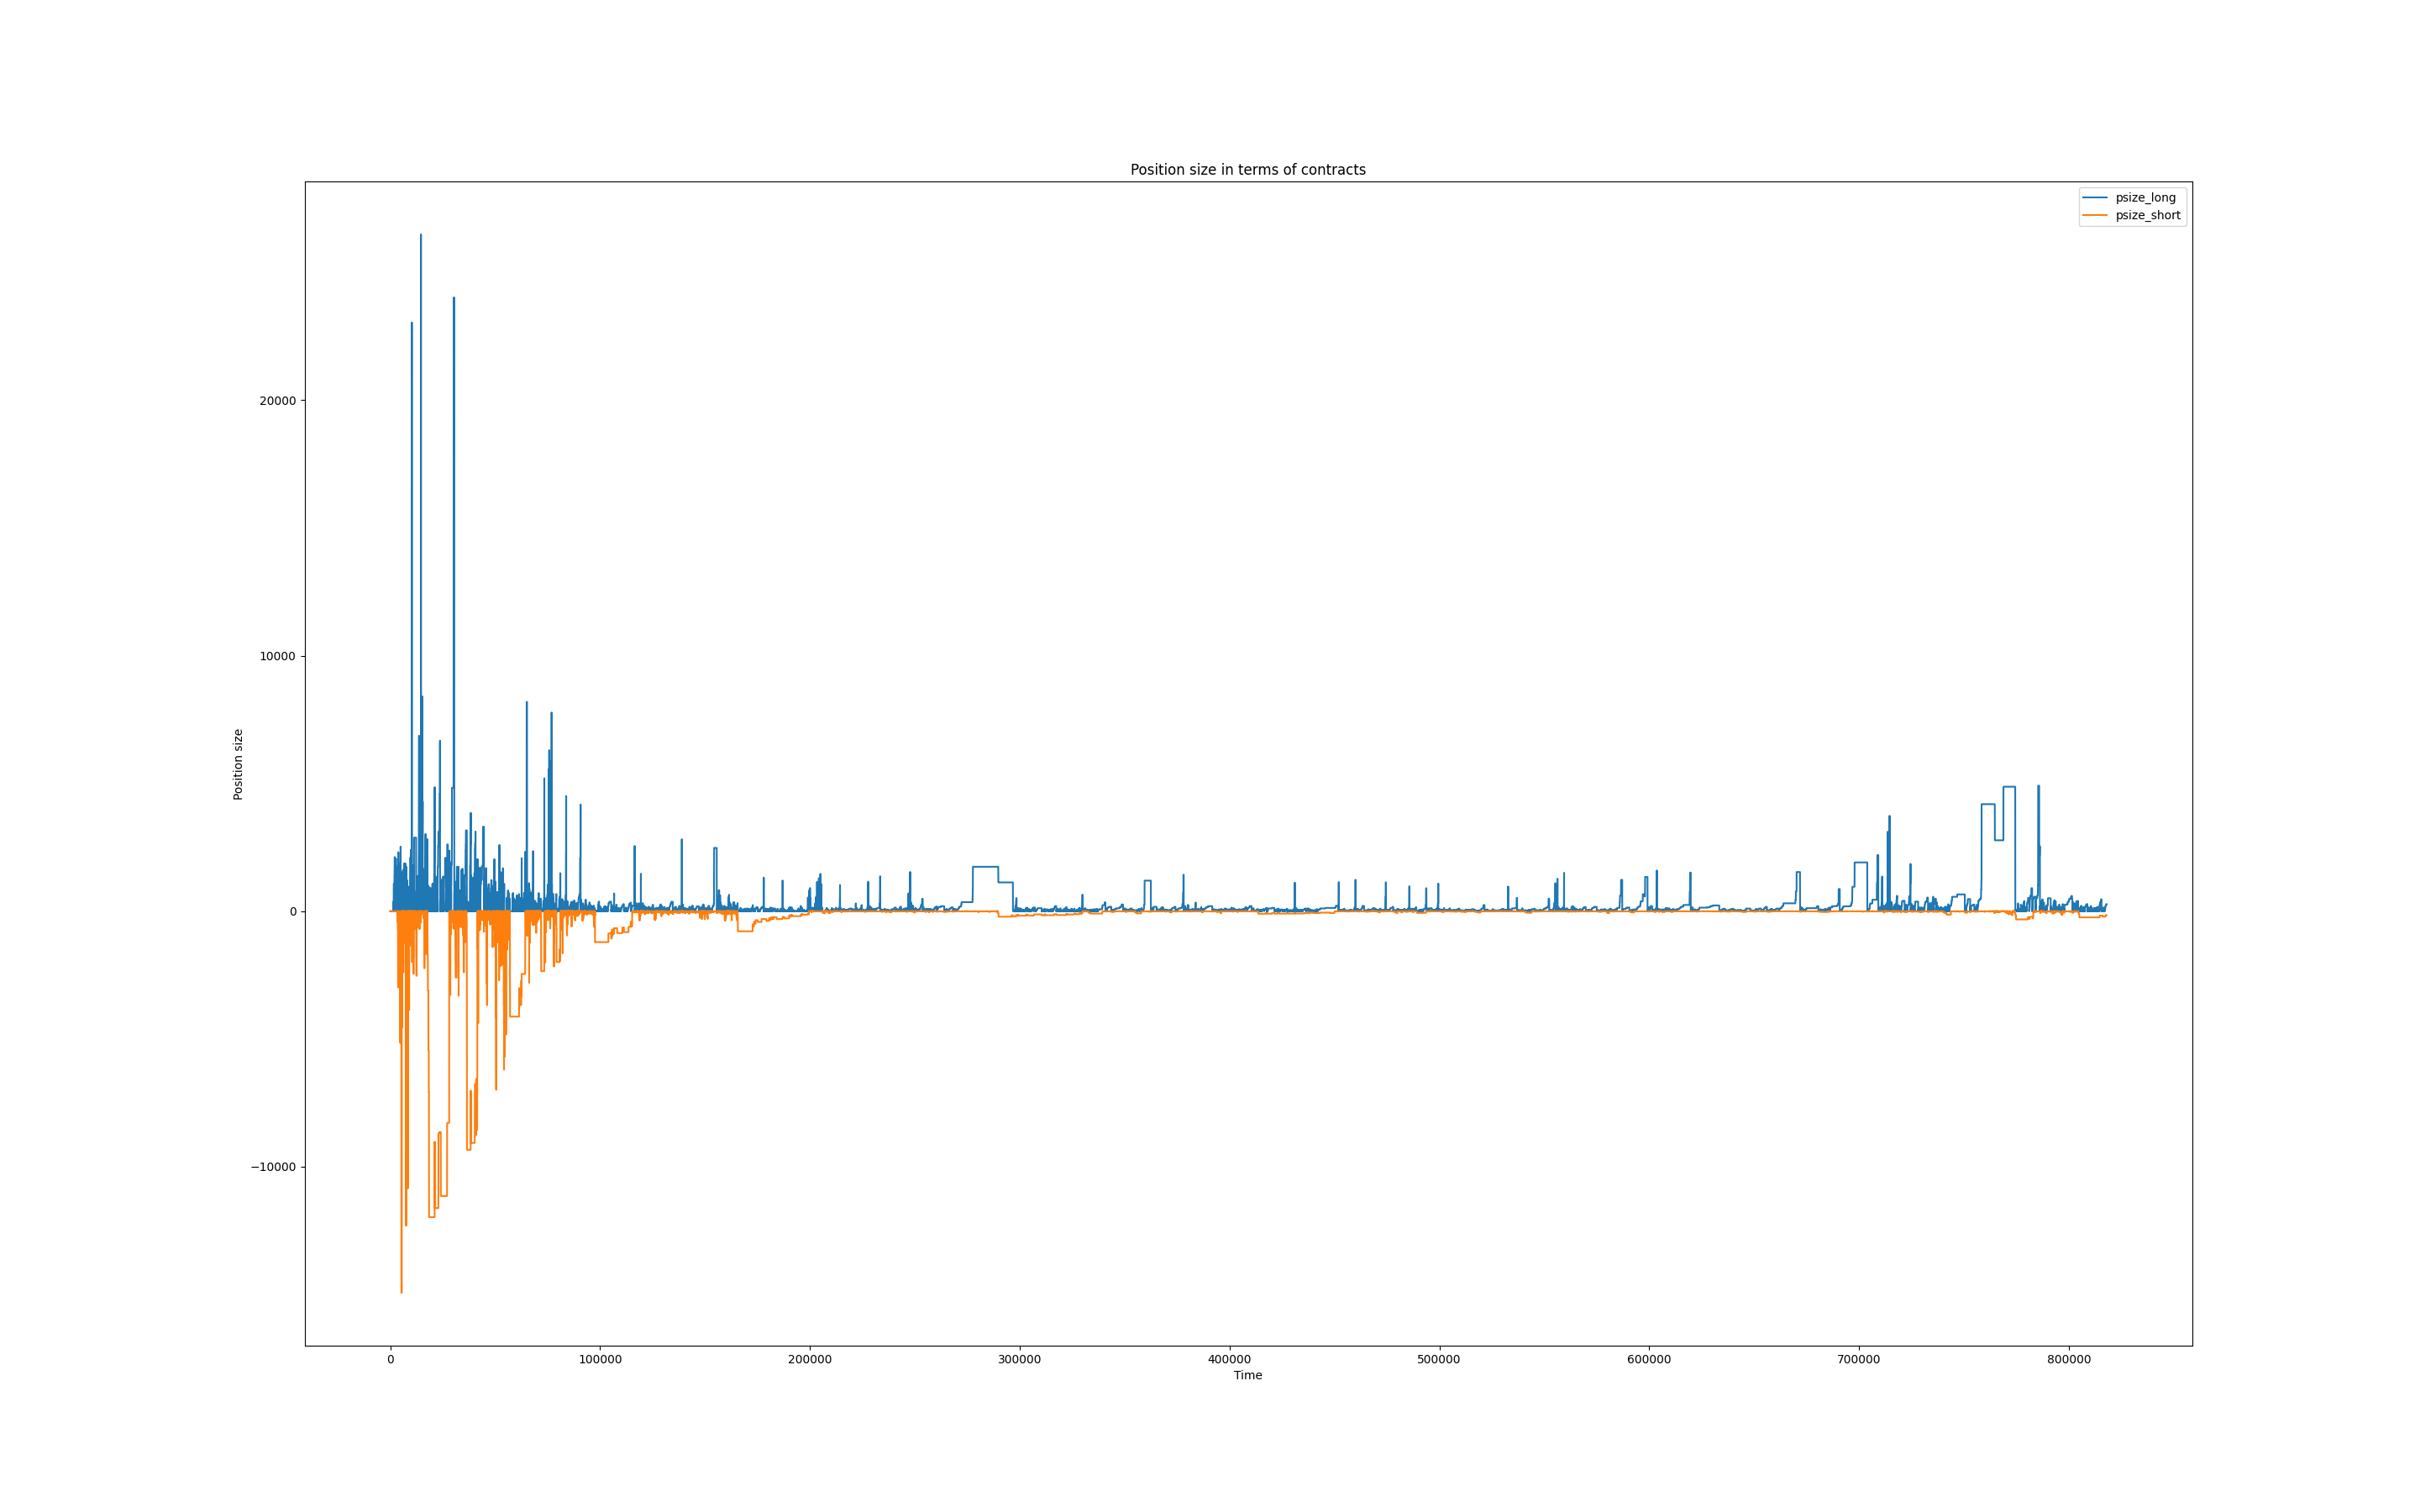 Position size in terms of contracts
psize_long
psize_short
20000
10000
0
−10000
Position size
0
100000
200000
300000
400000
500000
600000
700000
800000
Time